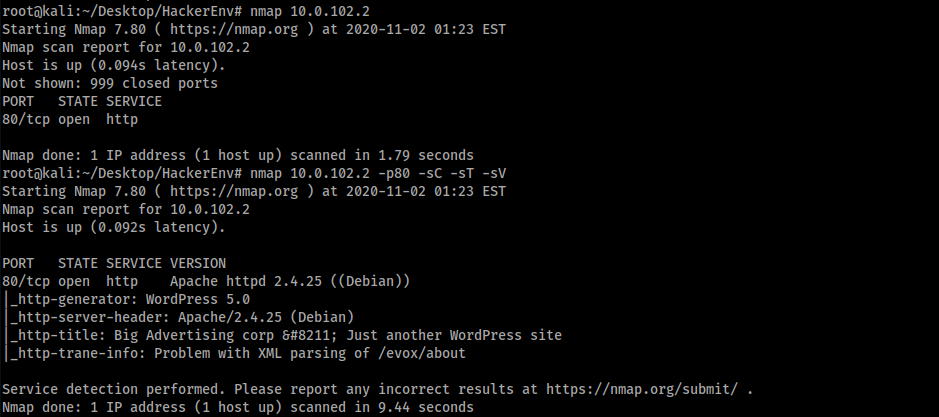 root@kali:~/Desktop/HackerEnv# nmap 10.0.102.2
Starting Nmap 7.80 ( https://nmap.org ) at 2020-11-02 01:23 EST
Nmap scan report for 10.0.102.2
Host is up (0.094s latency).
Not shown: 999 closed ports
PORT   STATE SERVICE
80/tcp open  http

Nmap done: 1 IP address (1 host up) scanned in 1.79 seconds
root@kali:~/Desktop/HackerEnv# nmap 10.0.102.2 -p80 -sC -sT -sV
Starting Nmap 7.80 ( https://nmap.org ) at 2020-11-02 01:23 EST
Nmap scan report for 10.0.102.2
Host is up (0.092s latency).

PORT   STATE SERVICE VERSION
80/tcp open  http    Apache httpd 2.4.25 ((Debian))
|_http-generator: WordPress 5.0
|_http-server-header: Apache/2.4.25 (Debian)
|_http-title: Big Advertising corp &#8211; Just another WordPress site
|_http-trane-info: Problem with XML parsing of /evox/about

Service detection performed. Please report any incorrect results at https://nmap.org/submit/ .
Nmap done: 1 IP address (1 host up) scanned in 9.44 seconds